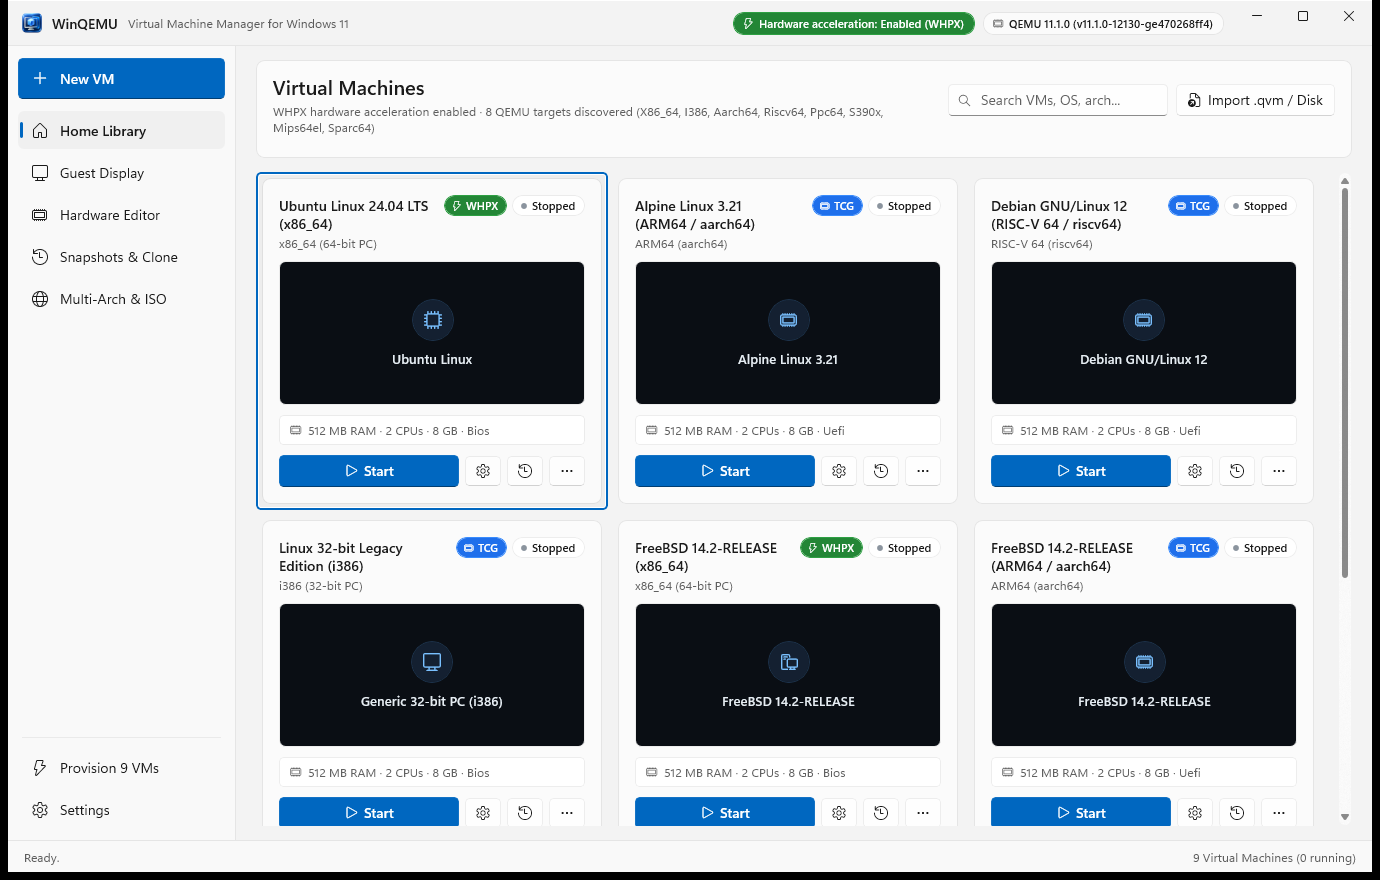 WinQEMU Virtual Machine Manager for Windows 11
Hardware acceleration: Enabled (WHPX)
QEMU 11.1.0 (v11.1.0-12130-ge470268ff4)
New VM
Home Library
Guest Display
Hardware Editor
Snapshots & Clone
Multi-Arch & ISO
Provision 9 VMs
Settings
Virtual Machines
WHPX hardware acceleration enabled · 8 QEMU targets discovered (X86_64, I386, Aarch64, Riscv64, Ppc64, S390x,
Mips64el, Sparc64)
Search VMs, OS, arch...
Import .qvm / Disk
Ubuntu Linux 24.04 LTS
(x86_64)
WHPX
Stopped
x86_64 (64-bit PC)
Ubuntu Linux
512 MB RAM · 2 CPUs · 8 GB · Bios
Start
Alpine Linux 3.21
(ARM64 / aarch64)
TCG
Stopped
ARM64 (aarch64)
Alpine Linux 3.21
512 MB RAM · 2 CPUs · 8 GB · Uefi
Start
Debian GNU/Linux 12
(RISC-V 64 / riscv64)
TCG
Stopped
RISC-V 64 (riscv64)
Debian GNU/Linux 12
512 MB RAM · 2 CPUs · 8 GB · Uefi
Start
Linux 32-bit Legacy
Edition (i386)
TCG
Stopped
i386 (32-bit PC)
Generic 32-bit PC (i386)
512 MB RAM · 2 CPUs · 8 GB · Bios
Start
FreeBSD 14.2-RELEASE
(x86_64)
WHPX
Stopped
x86_64 (64-bit PC)
FreeBSD 14.2-RELEASE
512 MB RAM · 2 CPUs · 8 GB · Bios
Start
FreeBSD 14.2-RELEASE
(ARM64 / aarch64)
TCG
Stopped
ARM64 (aarch64)
FreeBSD 14.2-RELEASE
512 MB RAM · 2 CPUs · 8 GB · Uefi
Start
Ready.
9 Virtual Machines (0 running)